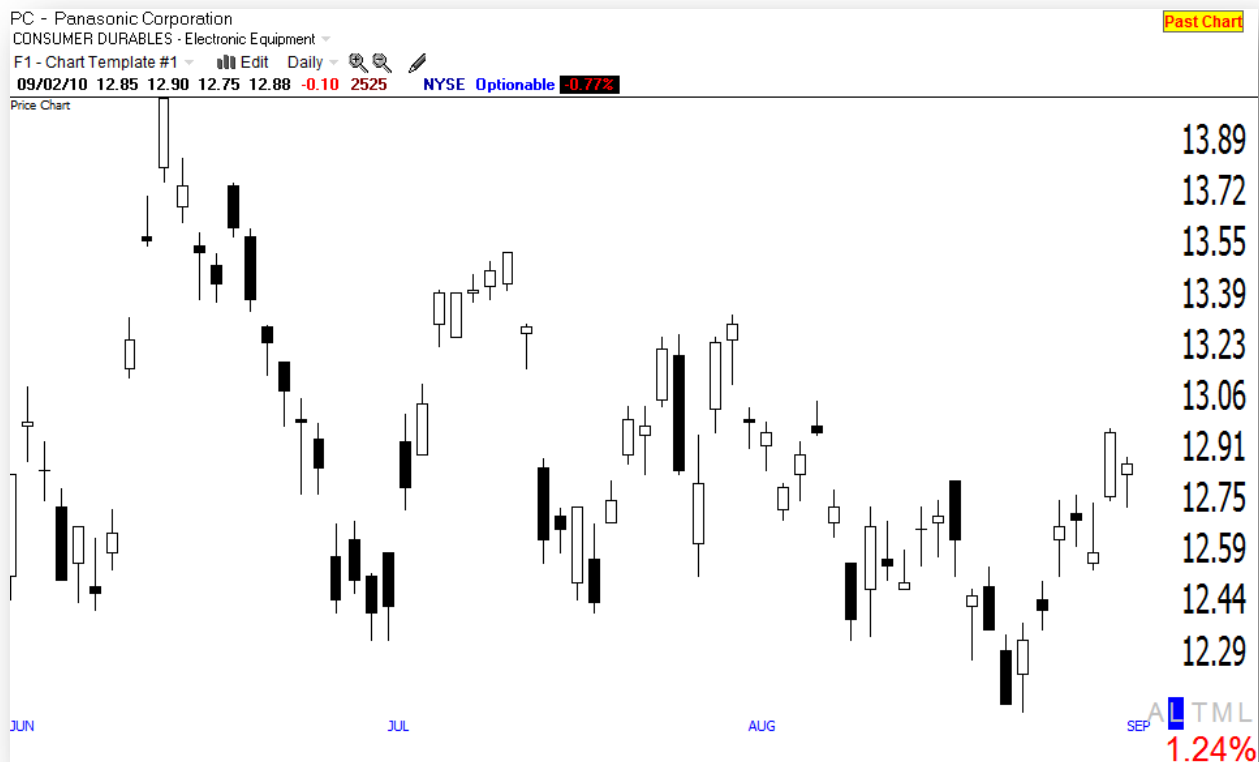 PC - Panasonic Corporation
Past Chart
CONSUMER DURABLES - Electronic Equipment
F1 - Chart Template #1 Edit Daily
09/02/10 12.85 12.90 12.75 12.88 -0.10 2525 NYSE Optionable -0.77%
Price Chart
13.89
13.72
13.55
13.39
13.23
13.06
12.91
12.75
12.59
12.44
12.29
JUN JUL AUG SEP
A L T M L
1.24%